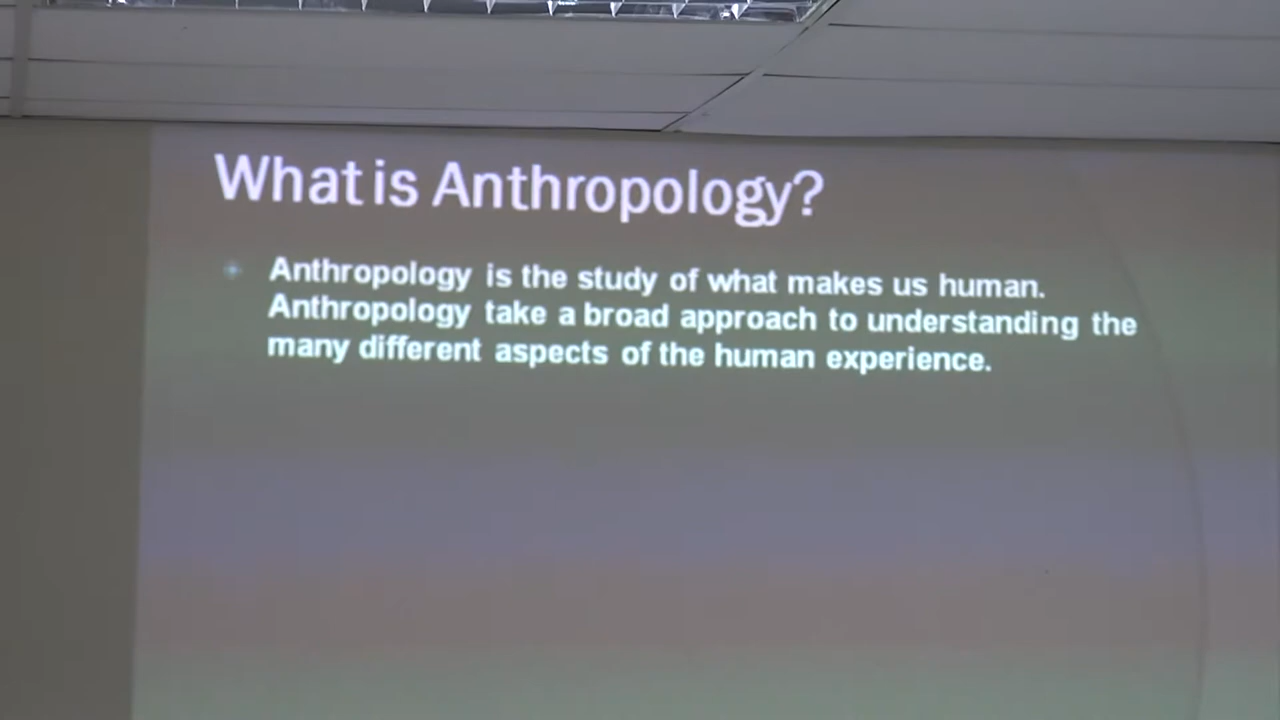 What is Anthropology?
Anthropology is the study of what makes us human.
Anthropology take a broad approach to understanding the
many different aspects of the human experience.